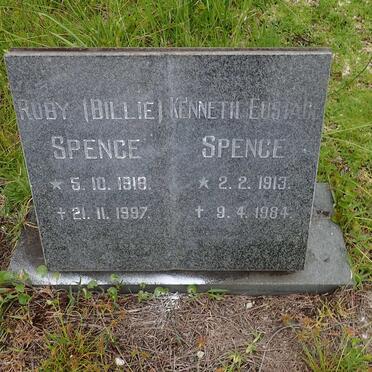 RUBY (BILLIE)
SPENCE
* 5. 10. 1918.
+ 21. 11. 1997.
KENNETH EUSTACE
SPENCE
* 2. 2. 1913.
+ 9. 4. 1984.